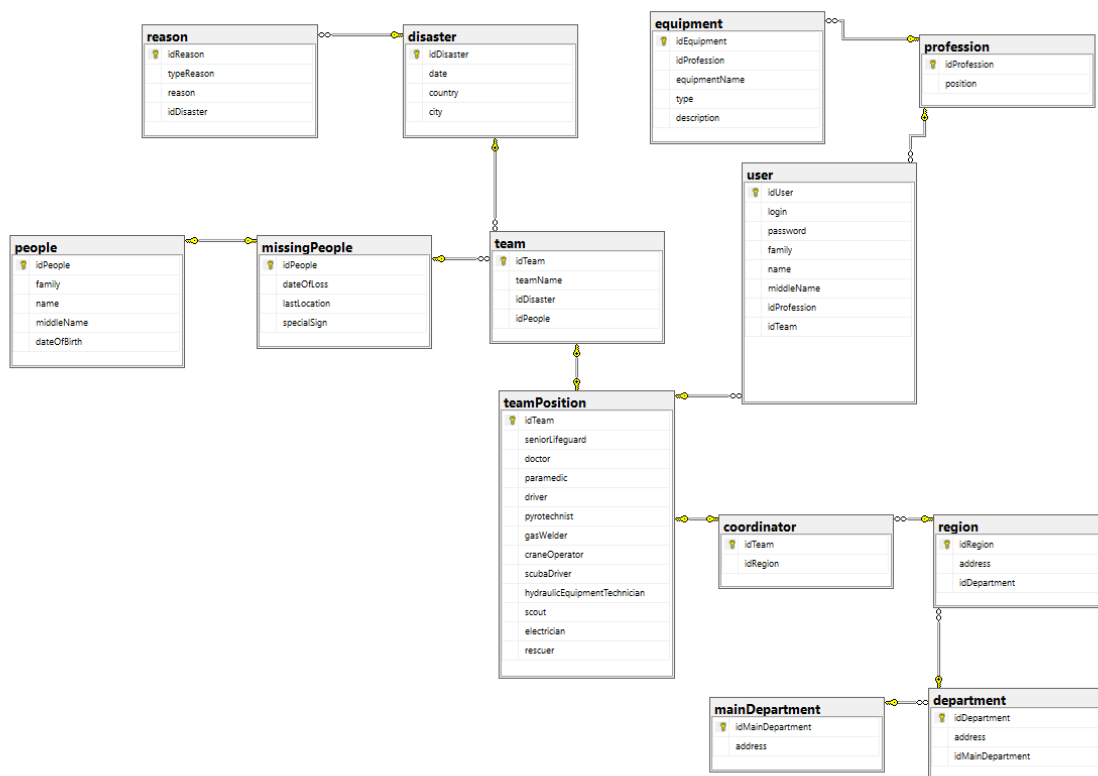 reason
idReason
typeReason
reason
idDisaster
disaster
idDisaster
date
country
city
equipment
idEquipment
idProfession
equipmentName
type
description
profession
idProfession
position
user
idUser
login
password
family
name
middleName
idProfession
idTeam
people
idPeople
family
name
middleName
dateOfBirth
missingPeople
idPeople
dateOfLoss
lastLocation
specialSign
team
idTeam
teamName
idDisaster
idPeople
teamPosition
idTeam
seniorLifeguard
doctor
paramedic
driver
pyrotechnist
gasWelder
craneOperator
scubaDriver
hydraulicEquipmentTechnician
scout
electrician
rescuer
coordinator
idTeam
idRegion
region
idRegion
address
idDepartment
mainDepartment
idMainDepartment
address
department
idDepartment
address
idMainDepartment